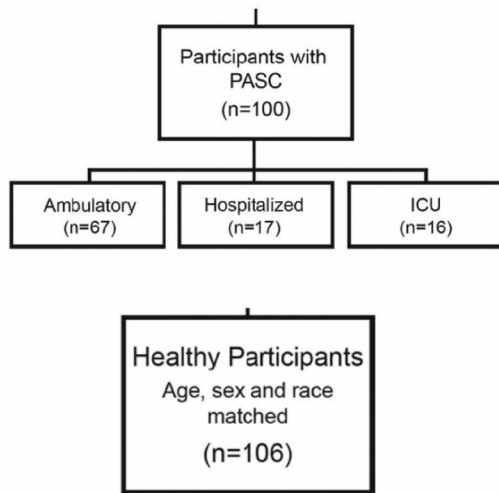 Participants with
PASC
(n=100)
Ambulatory
(n=67)
Hospitalized
(n=17)
ICU
(n=16)
Healthy Participants
Age, sex and race
matched
(n=106)